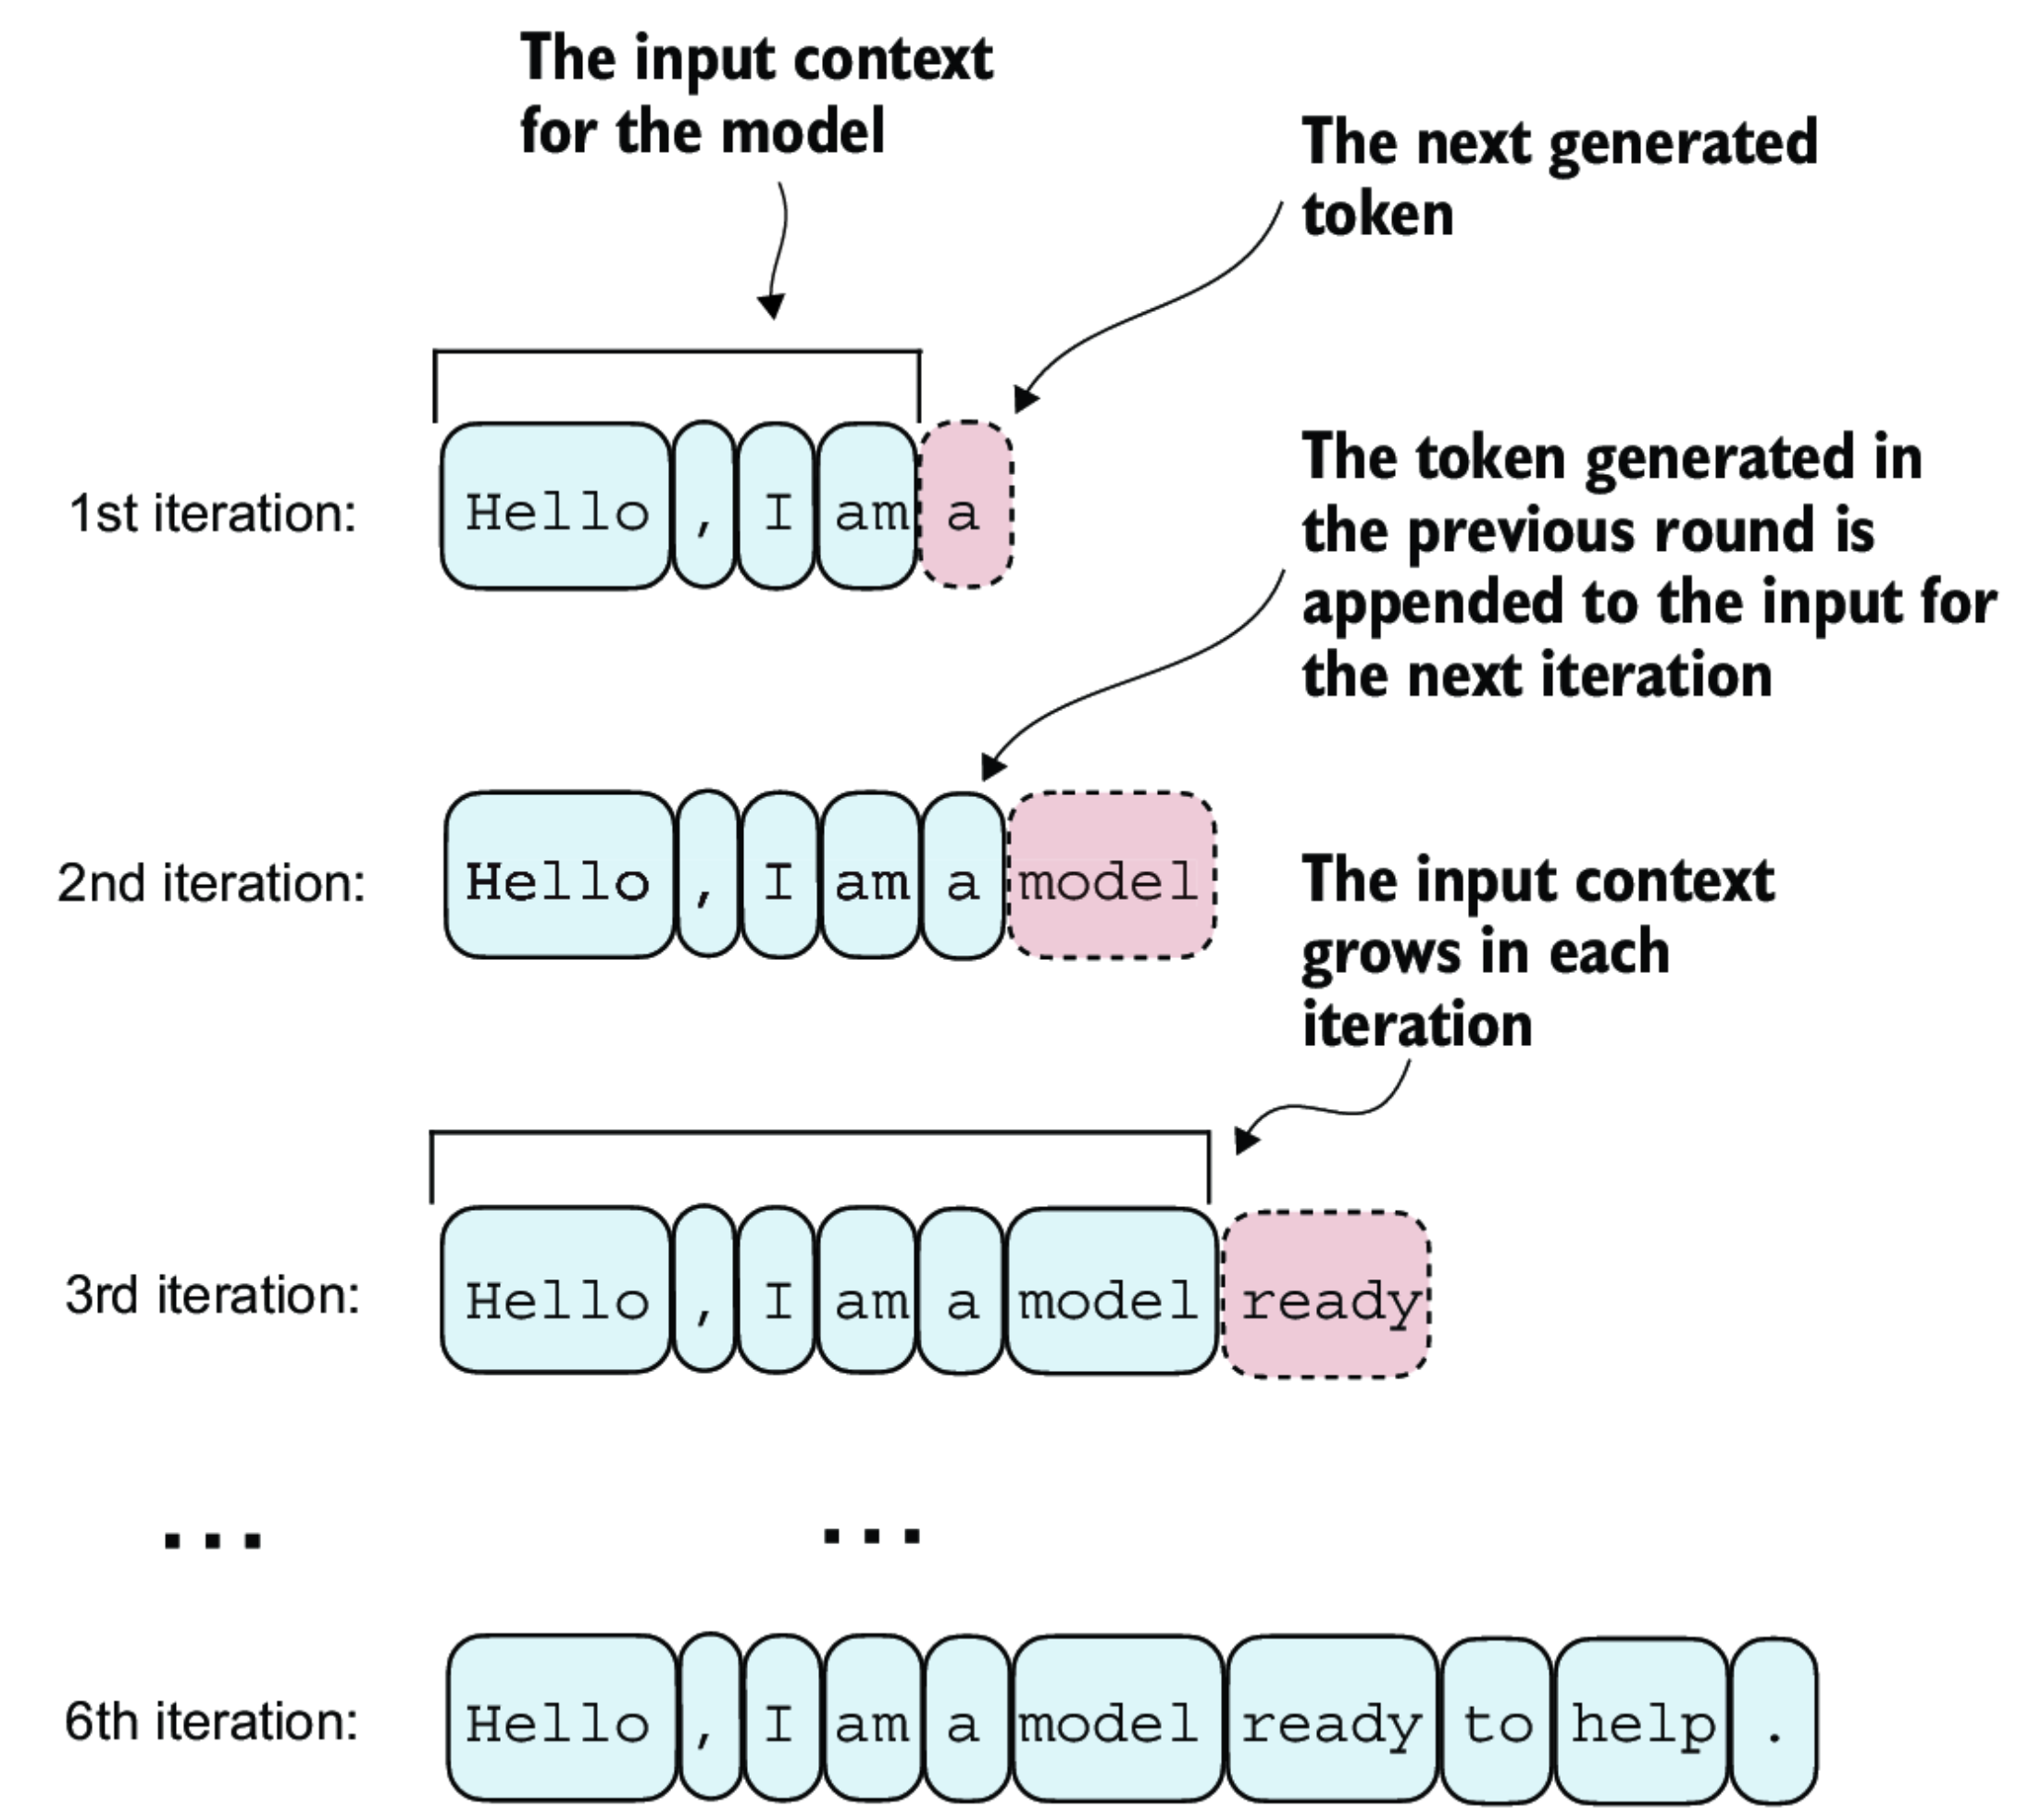 The input context
for the model
The next generated
token
1st iteration: Hello , I am a
The token generated in
the previous round is
appended to the input for
the next iteration
2nd iteration: Hello , I am a model
The input context
grows in each
iteration
3rd iteration: Hello , I am a model ready
... ...
6th iteration: Hello , I am a model ready to help .